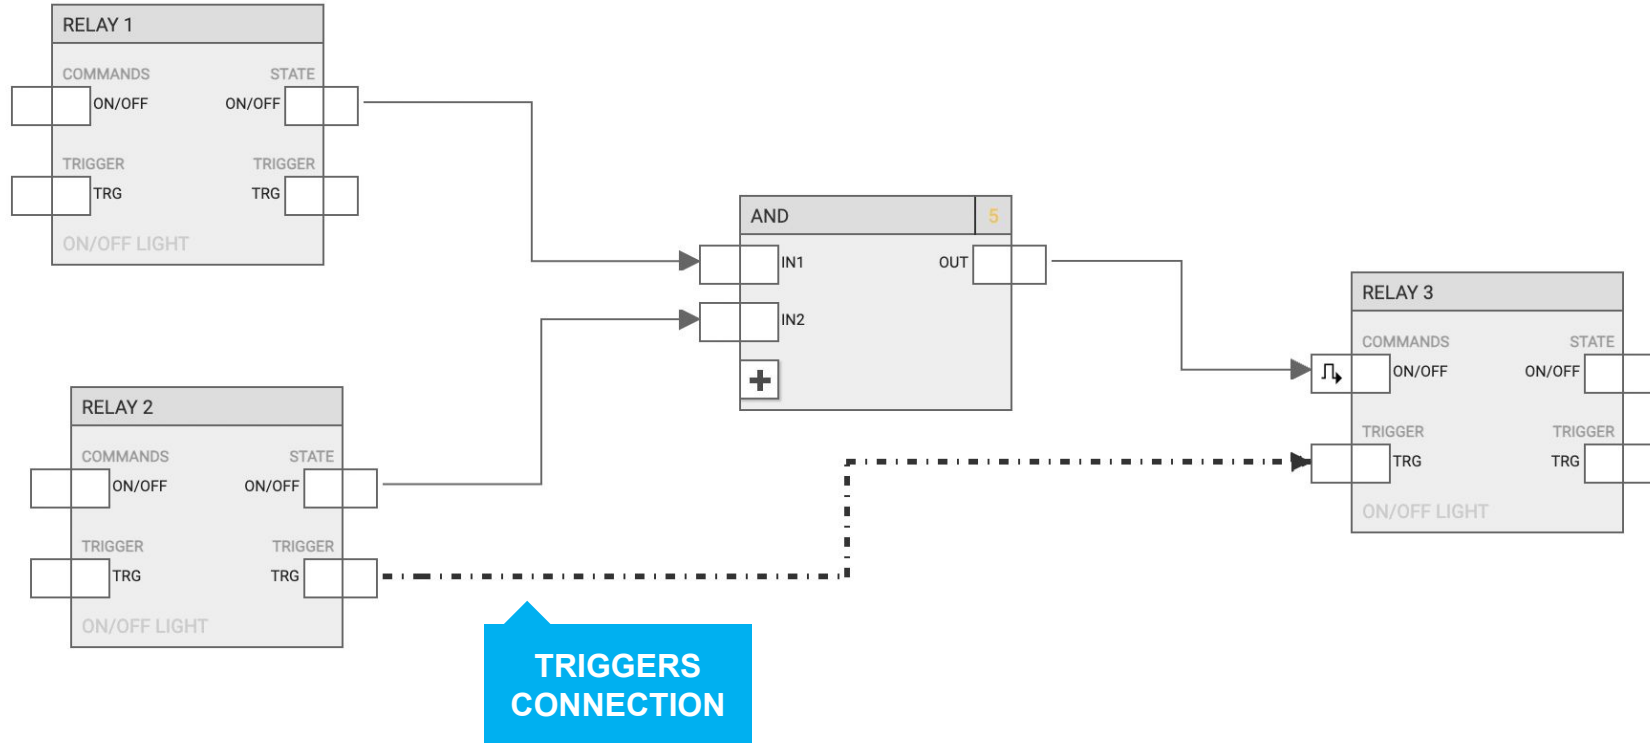 RELAY 1
COMMANDS STATE
ON/OFF ON/OFF
TRIGGER TRIGGER
TRG TRG
ON/OFF LIGHT
AND 5
IN1 OUT
IN2
RELAY 3
COMMANDS STATE
ON/OFF ON/OFF
TRIGGER TRIGGER
TRG TRG
ON/OFF LIGHT
RELAY 2
COMMANDS STATE
ON/OFF ON/OFF
TRIGGER TRIGGER
TRG TRG
ON/OFF LIGHT
TRIGGERS
CONNECTION